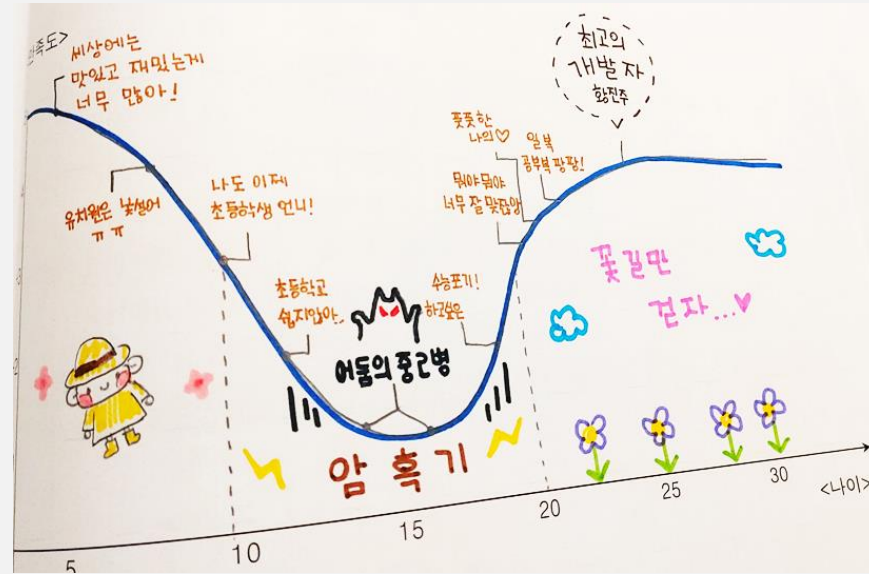 만족도>
세상에는
맛있고 재밌는게
너무 많아!
유치원은 낯설어
ㅠㅠ
나도 이제
초등학생 언니!
초등학교
쉽지않아..
어둠의 중2병
암흑기
수능포기!
하고싶은
뭐야뭐야
너무 잘 맞잖앙
풋풋한
나의♡
일복
공부복 팡팡!
최고의
개발자
황진주
꽃길만
걷자...♥
5
10
15
20
25
30
<나이>